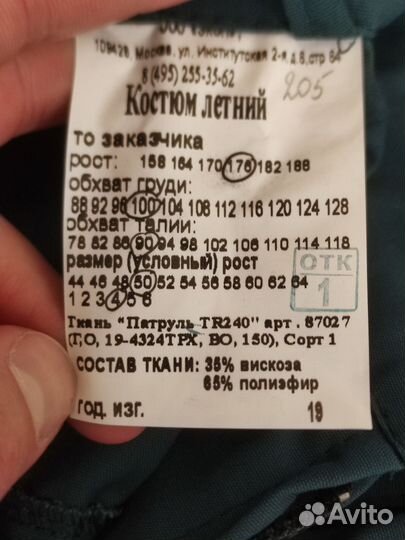 109428, Москва, ул. Институтская 2-я д.6,стр 64
8(495) 255-35-62
Костюм летний
205
то заказчика
рост: 158 164 170 176 182 188
обхват груди:
88 92 96 100 104 108 112 116 120 124 128
обхват талии:
78 82 86 90 94 98 102 106 110 114 118
размер (условный) рост
44 46 48 50 52 54 56 58 60 62 64
1 2 3 4 5 6
ОТК
1
Ткань "Патруль TR240" арт. 87027
(Т,О, 19-4324ТРХ, ВО, 150), Сорт 1
СОСТАВ ТКАНИ: 35% вискоза
65% полиэфир
ГОД. ИЗГ. 19
Avito